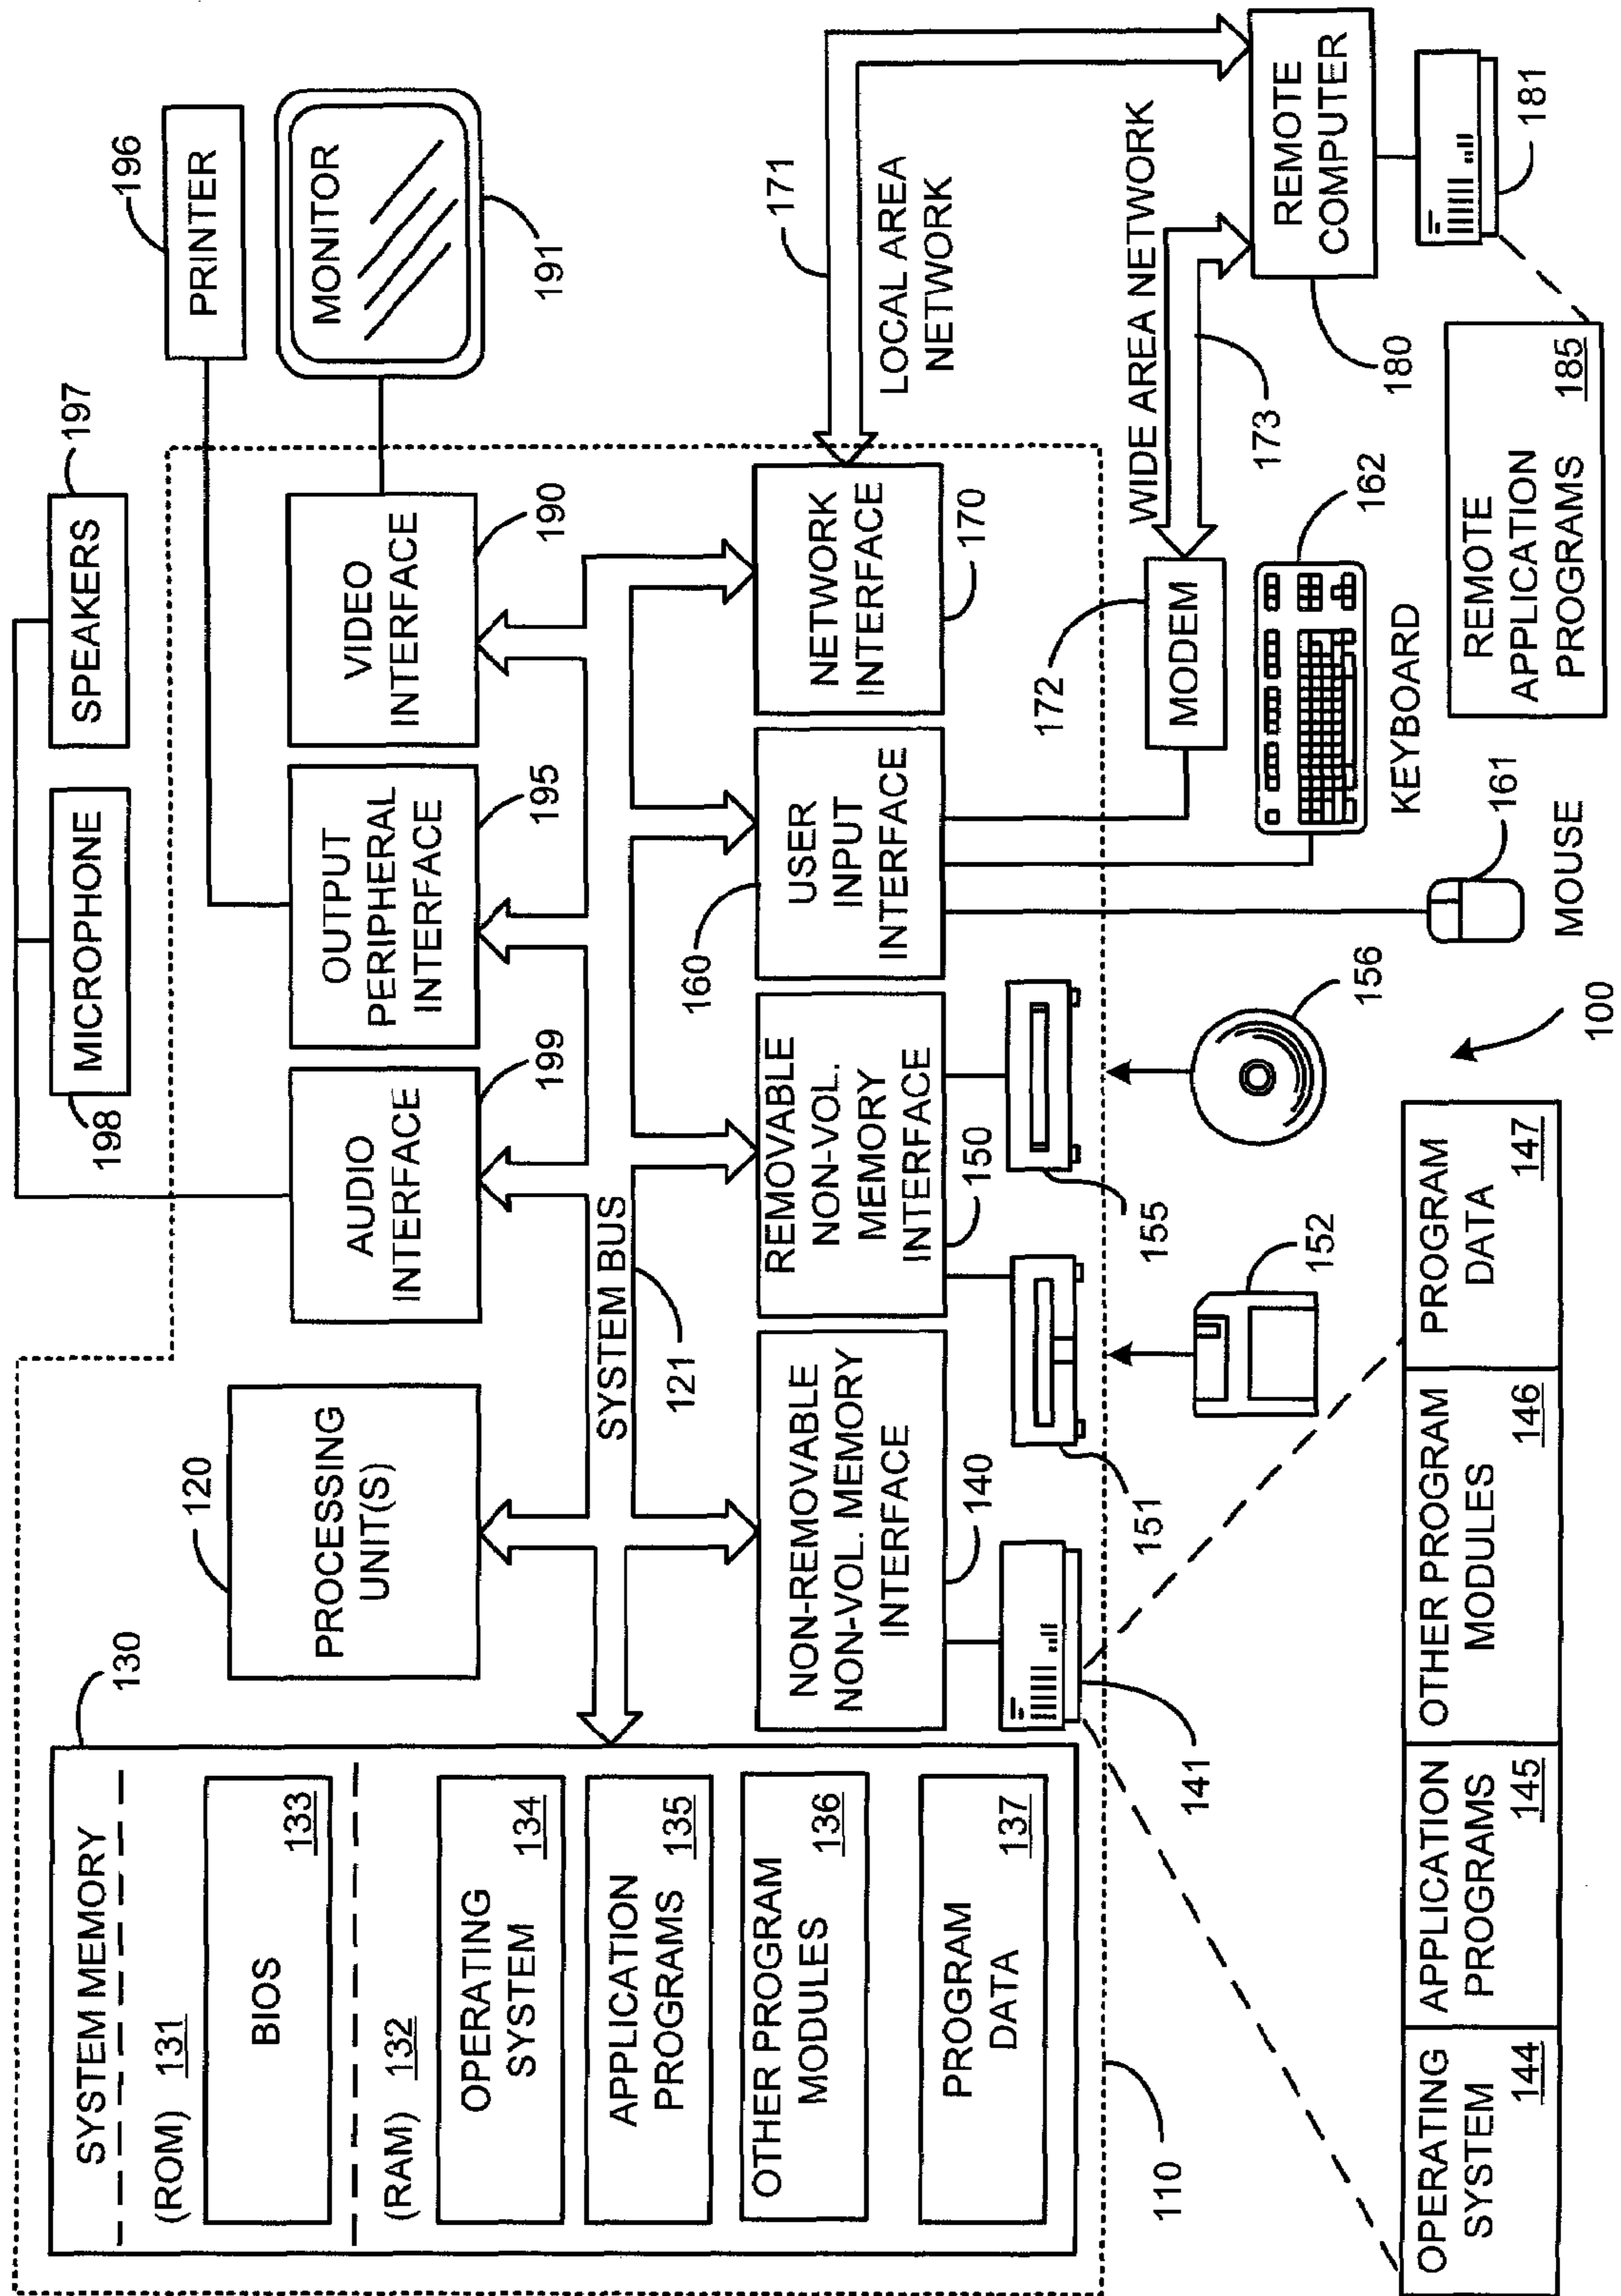 SYSTEM MEMORY
(ROM) 131
BIOS
133
(RAM) 132
OPERATING
SYSTEM
134
APPLICATION
PROGRAMS
135
OTHER PROGRAM
MODULES
136
PROGRAM
DATA
137
130
110
120
PROCESSING
UNIT(S)
SYSTEM BUS
121
198
MICROPHONE
SPEAKERS
197
AUDIO
INTERFACE
199
OUTPUT
PERIPHERAL
INTERFACE
195
VIDEO
INTERFACE
190
PRINTER
196
MONITOR
191
NON-REMOVABLE
NON-VOL. MEMORY
INTERFACE
140
REMOVABLE
NON-VOL.
MEMORY
INTERFACE
150
160
USER
INPUT
INTERFACE
NETWORK
INTERFACE
170
171
LOCAL AREA
NETWORK
WIDE AREA NETWORK
173
172
MODEM
REMOTE
COMPUTER
180
181
141
151
155
152
156
162
KEYBOARD
161
MOUSE
100
OPERATING
SYSTEM
144
APPLICATION
PROGRAMS
145
OTHER PROGRAM
MODULES
146
PROGRAM
DATA
147
REMOTE
APPLICATION
PROGRAMS
185